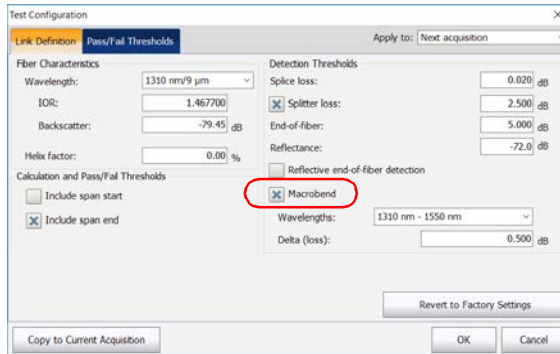 Test Configuration
Link Definition Pass/Fail Thresholds Apply to: Next acquisition
Fiber Characteristics
Wavelength: 1310 nm/9 µm
IOR: 1.467700
Backscatter: -79.45 dB
Helix factor: 0.00 %
Calculation and Pass/Fail Thresholds
Include span start
Include span end
Detection Thresholds
Splice loss: 0.020 dB
Splitter loss: 2.500 dB
End-of-fiber: 5.000 dB
Reflectance: -72.0 dB
Reflective end-of-fiber detection
Macrobend
Wavelengths: 1310 nm - 1550 nm
Delta (loss): 0.500 dB
Revert to Factory Settings
Copy to Current Acquisition OK Cancel